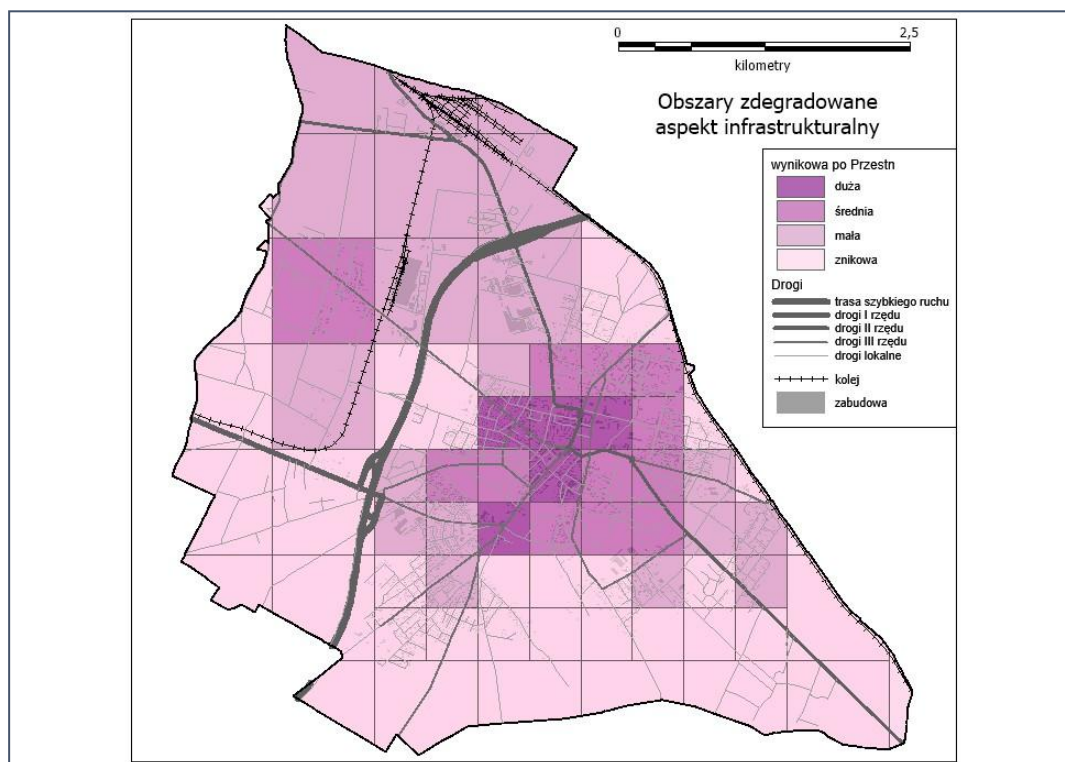 0 2,5
kilometry
Obszary zdegradowane
aspekt infrastrukturalny
wynikowa po Przestn
duża
średnia
mała
znikowa
Drogi
trasa szybkiego ruchu
drogi I rzędu
drogi II rzędu
drogi III rzędu
drogi lokalne
kolej
zabudowa